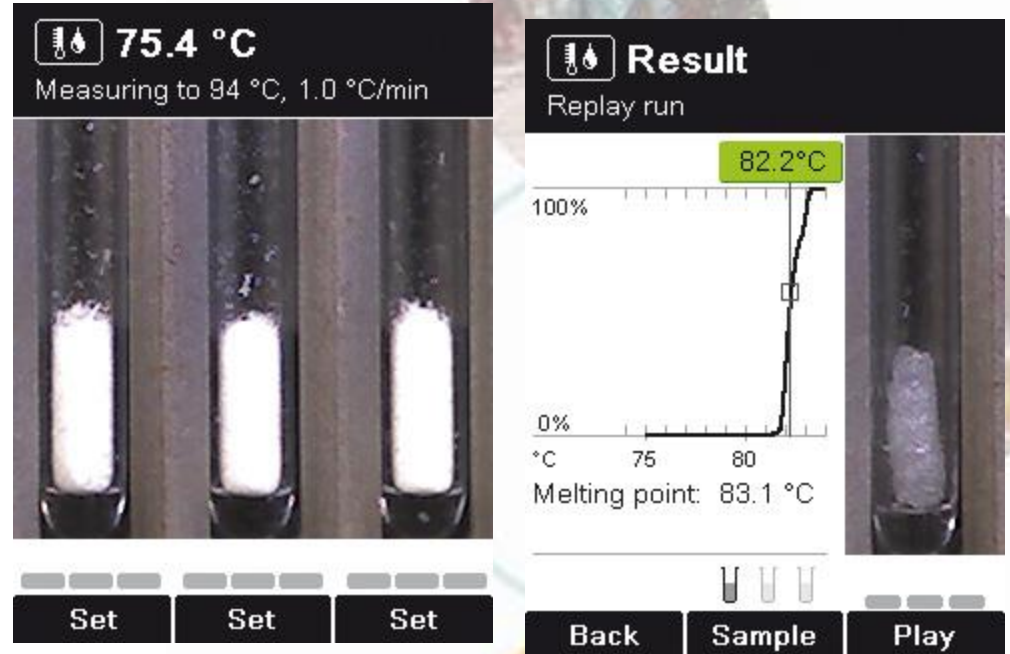 75.4 °C
Measuring to 94 °C, 1.0 °C/min
Set
Set
Set
Result
Replay run
82.2°C
100%
0%
°C 75 80
Melting point: 83.1 °C
Back
Sample
Play